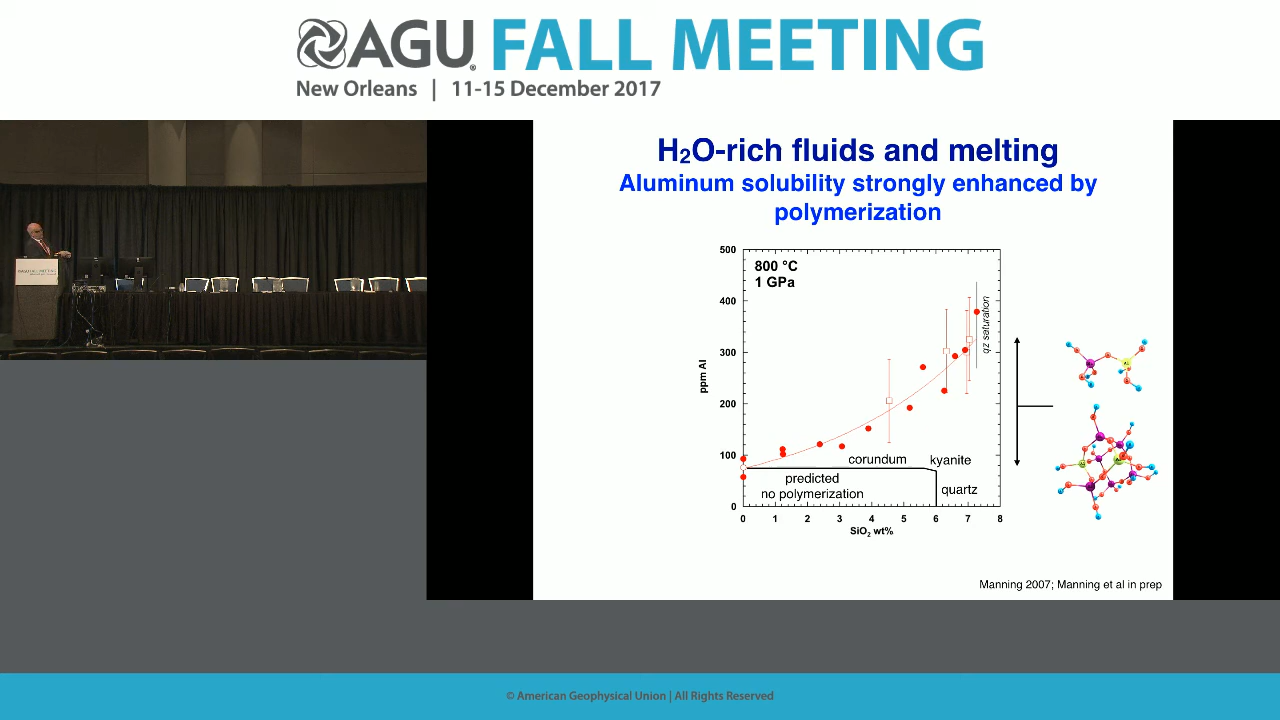 AGU FALL MEETING
New Orleans | 11-15 December 2017
H₂O-rich fluids and melting
Aluminum solubility strongly enhanced by
polymerization
500
400
300
200
100
0
ppm Al
800 °C
1 GPa
qz saturation
corundum
kyanite
predicted
no polymerization
quartz
0 1 2 3 4 5 6 7 8
SiO₂ wt%
Manning 2007; Manning et al in prep
© American Geophysical Union | All Rights Reserved